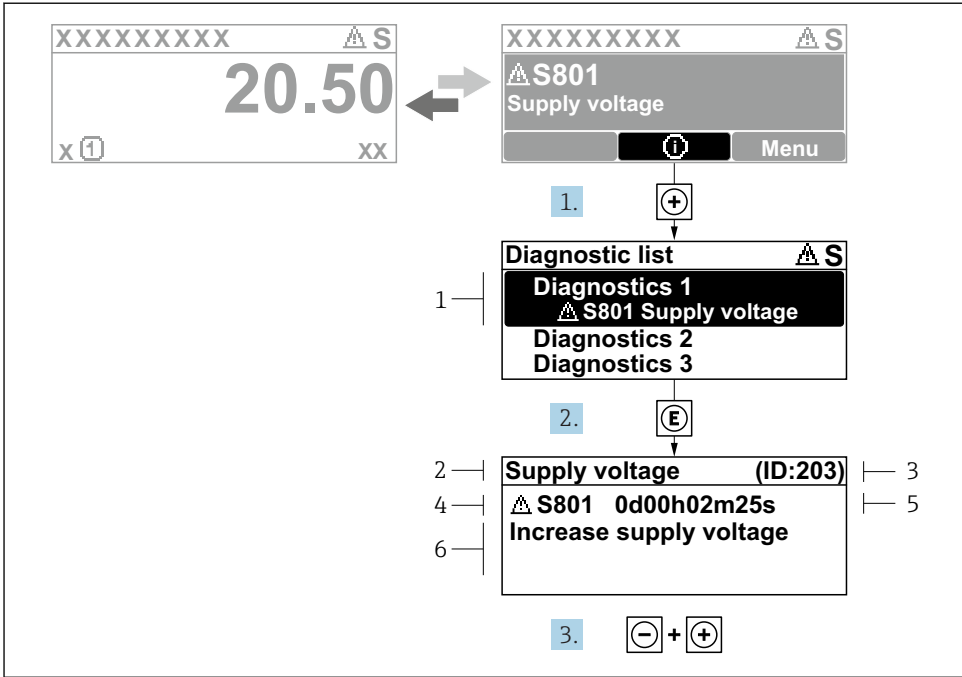 XXXXXXXXX ⚠ S
20.50
x 1 XX
XXXXXXXXX ⚠ S
⚠ S801
Supply voltage
i Menu
1. +
Diagnostic list ⚠ S
1 Diagnostics 1
⚠ S801 Supply voltage
Diagnostics 2
Diagnostics 3
2. E
2 Supply voltage (ID:203) 3
4 ⚠ S801 0d00h02m25s 5
6 Increase supply voltage
3. - + +